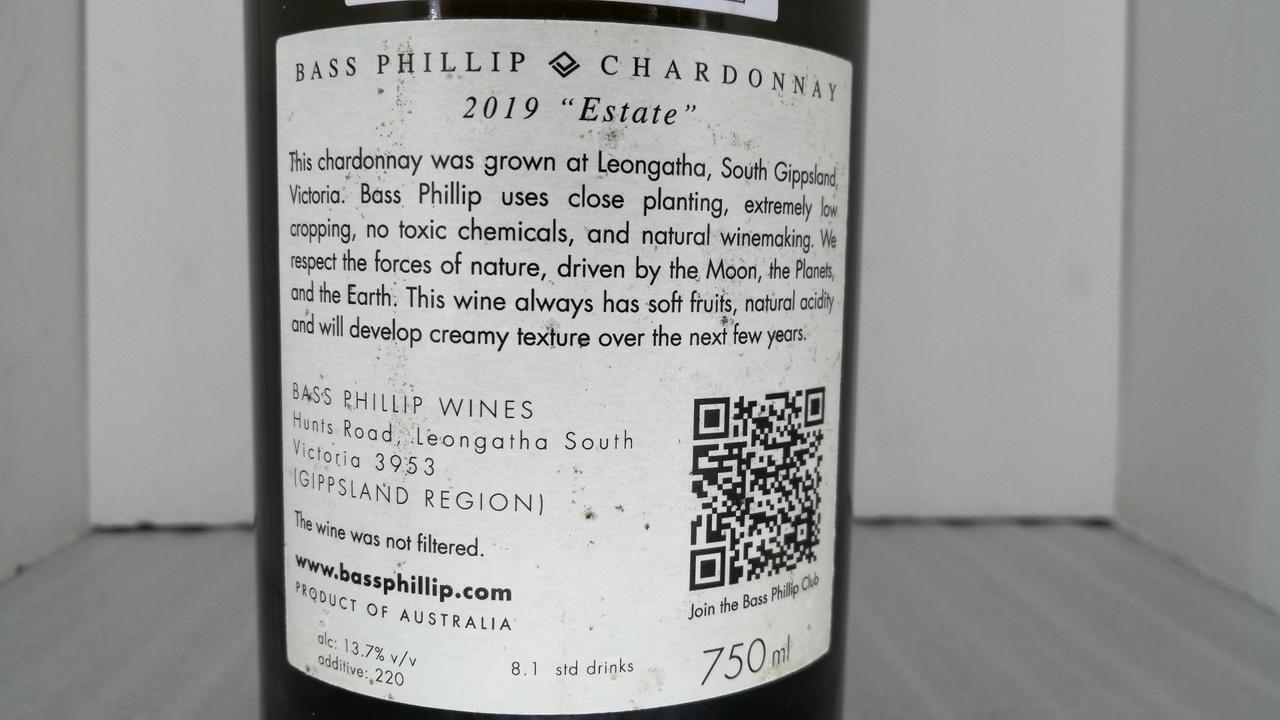 BASS PHILLIP CHARDONNAY
2019 "Estate"
This chardonnay was grown at Leongatha, South Gippsland,
Victoria. Bass Phillip uses close planting, extremely low
cropping, no toxic chemicals, and natural winemaking. We
respect the forces of nature, driven by the Moon, the Planets,
and the Earth. This wine always has soft fruits, natural acidity
and will develop creamy texture over the next few years.
BASS PHILLIP WINES
Hunts Road, Leongatha South
Victoria 3953
(GIPPSLAND REGION)
The wine was not filtered.
www.bassphillip.com
PRODUCT OF AUSTRALIA
alc: 13.7% v/v
additive: 220
8.1 std drinks
Join the Bass Phillip Club
750 ml